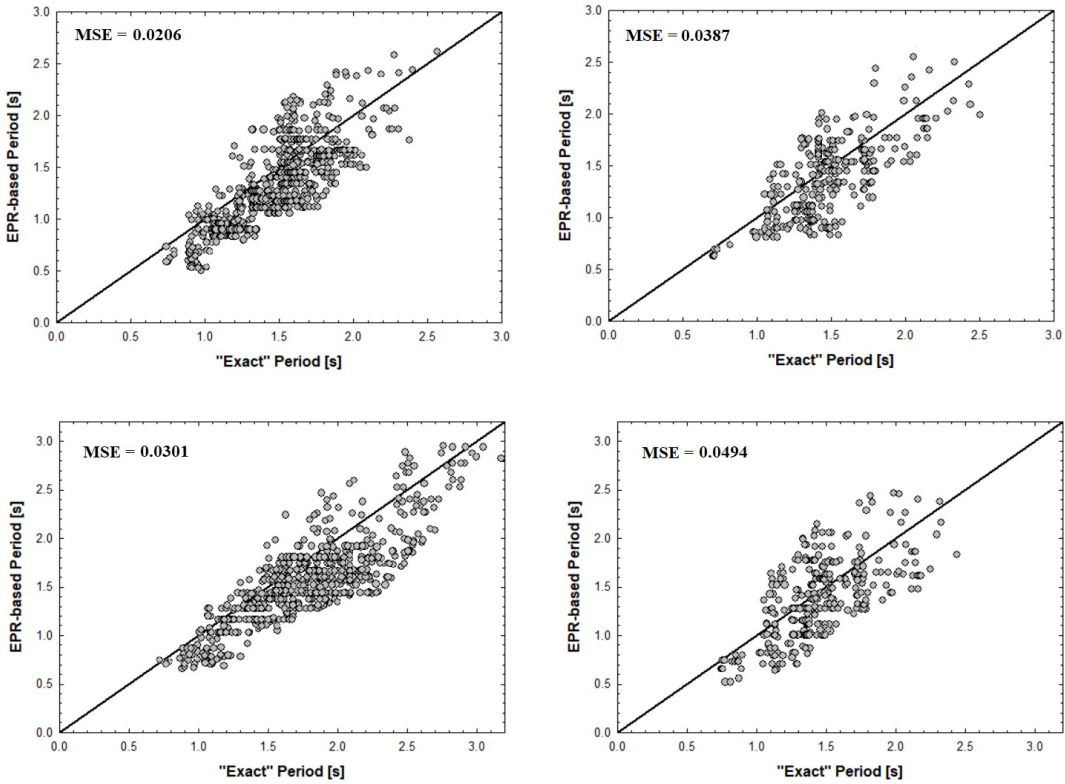 MSE = 0.0206
EPR-based Period [s]
3.0
2.5
2.0
1.5
1.0
0.5
0.0
0.0 0.5 1.0 1.5 2.0 2.5 3.0
"Exact" Period [s]
MSE = 0.0387
EPR-based Period [s]
3.0
2.5
2.0
1.5
1.0
0.5
0.0
0.0 0.5 1.0 1.5 2.0 2.5 3.0
"Exact" Period [s]
MSE = 0.0301
EPR-based Period [s]
3.0
2.5
2.0
1.5
1.0
0.5
0.0
0.0 0.5 1.0 1.5 2.0 2.5 3.0
"Exact" Period [s]
MSE = 0.0494
EPR-based Period [s]
3.0
2.5
2.0
1.5
1.0
0.5
0.0
0.0 0.5 1.0 1.5 2.0 2.5 3.0
"Exact" Period [s]